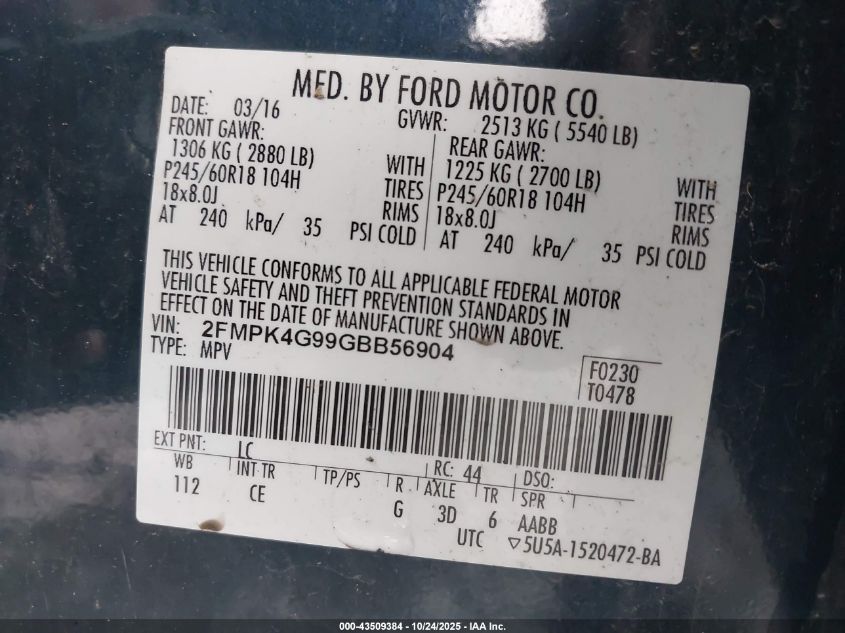 MFD. BY FORD MOTOR CO.
DATE: 03/16 GVWR: 2513 KG ( 5540 LB)
FRONT GAWR: REAR GAWR:
1306 KG ( 2880 LB) WITH 1225 KG ( 2700 LB) WITH
P245/60R18 104H TIRES P245/60R18 104H TIRES
18x8.0J RIMS 18x8.0J RIMS
AT 240 kPa/ 35 PSI COLD AT 240 kPa/ 35 PSI COLD
THIS VEHICLE CONFORMS TO ALL APPLICABLE FEDERAL MOTOR
VEHICLE SAFETY AND THEFT PREVENTION STANDARDS IN
EFFECT ON THE DATE OF MANUFACTURE SHOWN ABOVE.
VIN: 2FMPK4G99GBB56904
TYPE: MPV
F0230
T0478
EXT PNT: LC RC: 44 DSO:
WB INT TR TP/PS R AXLE TR SPR
112 CE G 3D 6 AABB
UTC ▽5U5A-1520472-BA
000-43509384 | 10/24/2025 | IAA Inc.